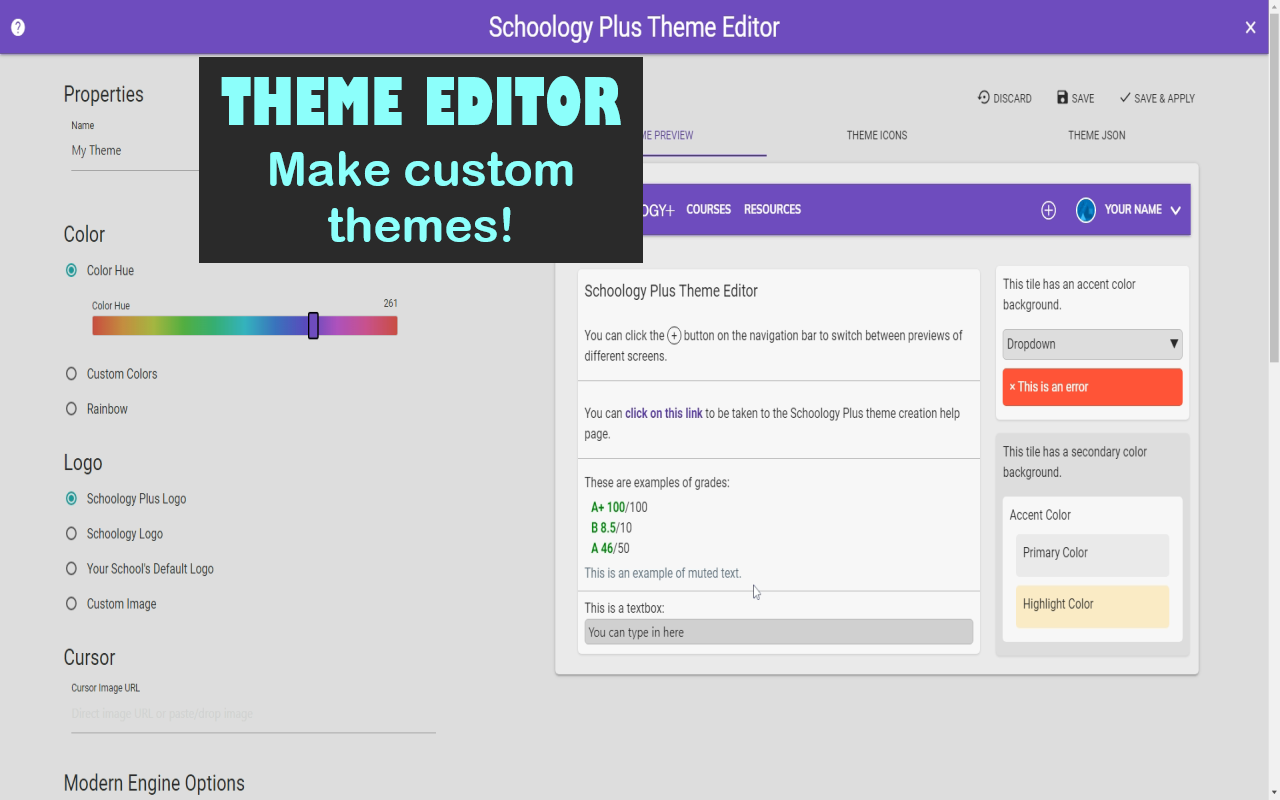 ?
Schoology Plus Theme Editor
×
THEME EDITOR
Make custom
themes!
Properties
Name
My Theme
Color
Color Hue
Color Hue
261
Custom Colors
Rainbow
Logo
Schoology Plus Logo
Schoology Logo
Your School's Default Logo
Custom Image
Cursor
Cursor Image URL
Direct image URL or paste/drop image
Modern Engine Options
DISCARD SAVE SAVE & APPLY
PREVIEW THEME ICONS THEME JSON
COURSES RESOURCES YOUR NAME
Schoology Plus Theme Editor
You can click the + button on the navigation bar to switch between previews of
different screens.
You can click on this link to be taken to the Schoology Plus theme creation help
page.
These are examples of grades:
A+ 100/100
B 8.5/10
A 46/50
This is an example of muted text.
This is a textbox:
You can type in here
This tile has an accent color
background.
Dropdown
× This is an error
This tile has a secondary color
background.
Accent Color
Primary Color
Highlight Color